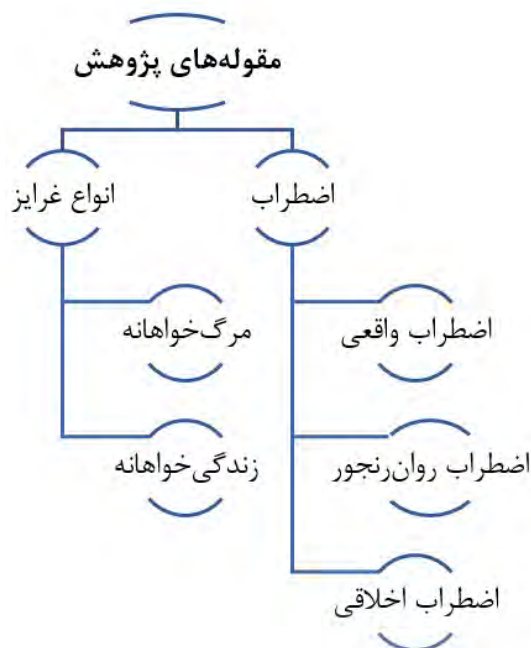 مقوله‌های پژوهش
اضطراب
انواع غرایز
اضطراب واقعی
مرگ‌خواهانه
اضطراب روان‌رنجور
زندگی‌خواهانه
اضطراب اخلاقی